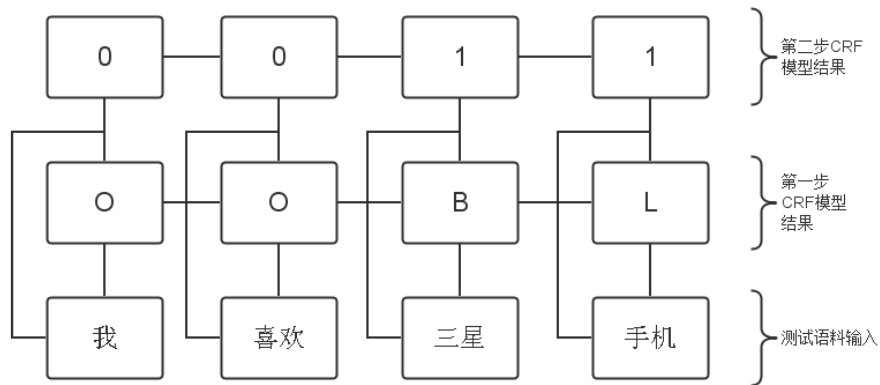 0 0 1 1
第二步CRF
模型结果
O O B L
第一步
CRF模型
结果
我 喜欢 三星 手机
测试语料输入